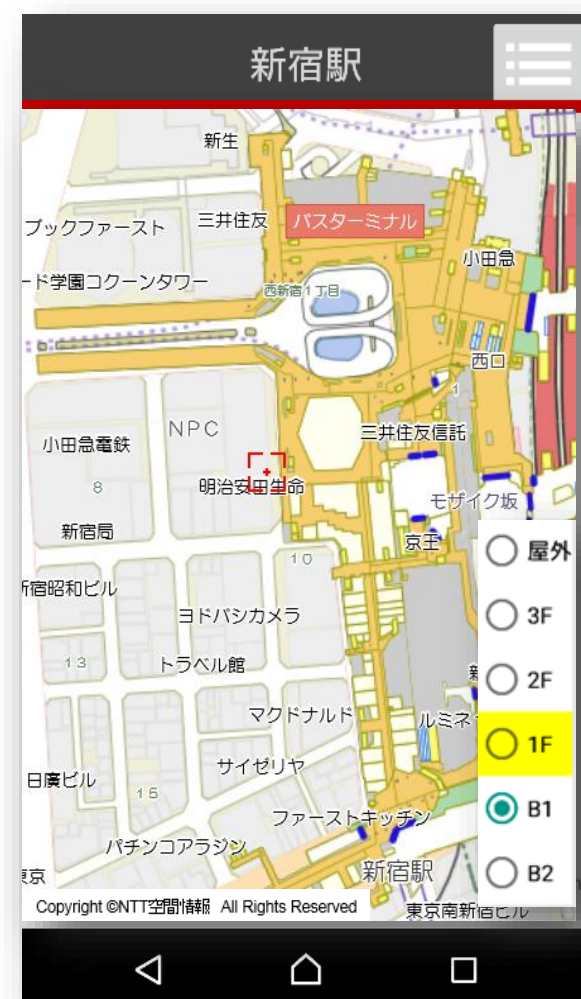 新宿駅
新生
ブックファースト
三井住友
バスターミナル
小田急
ード学園コクーンタワー
西新宿1丁目
西口
1
NPC
三井住友信託
小田急電鉄
8
明治安田生命
モザイク坂
新宿局
10
京王
屋外
宿昭和ビル
ヨドバシカメラ
3F
13
トラベル館
2F
マクドナルド
ルミネ
1F
サイゼリヤ
日廣ビル
15
ファーストキッチン
B1
パチンコアラジン
新宿駅
B2
東京
Copyright ©NTT空間情報 All Rights Reserved
東京南新宿ビル